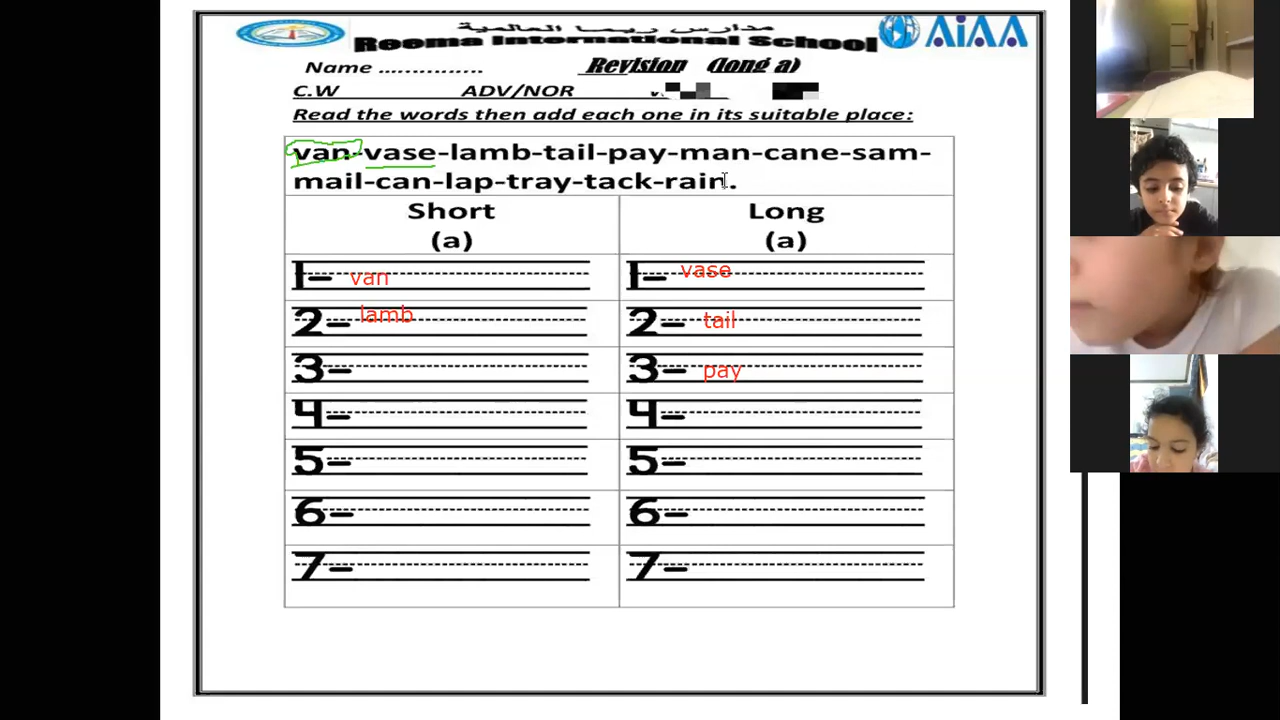 مدارس ريما العالمية
Reema International School
AiAA
Name ..............
Revision (long a)
C.W ADV/NOR
Read the words then add each one in its suitable place:
van-vase-lamb-tail-pay-man-cane-sam-
mail-can-lap-tray-tack-rain.
Short Long
(a) (a)
1- van 1- vase
2- lamb 2- tail
3- 3- pay
4- 4-
5- 5-
6- 6-
7- 7-